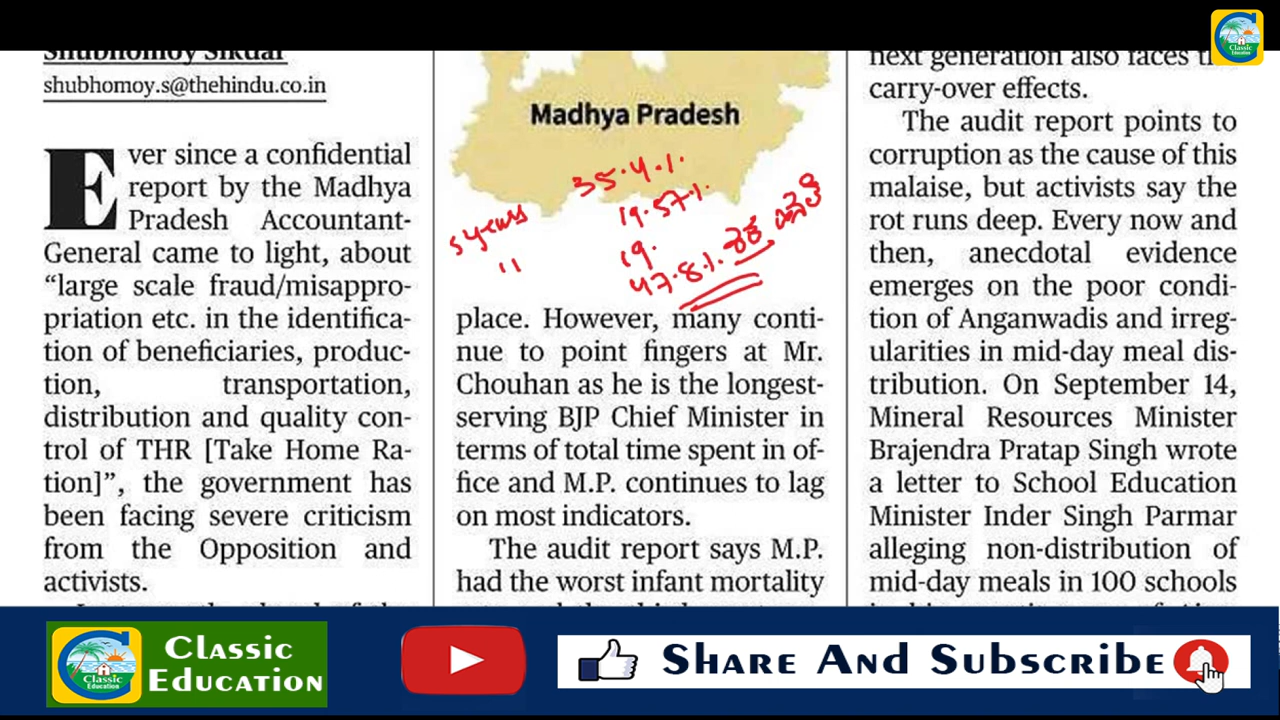 Classic
Education
Shubhomoy Sikdar
shubhomoy.s@thehindu.co.in
Ever since a confidential
report by the Madhya
Pradesh Accountant-
General came to light, about
“large scale fraud/misappro-
priation etc. in the identifica-
tion of beneficiaries, produc-
tion, transportation,
distribution and quality con-
trol of THR [Take Home Ra-
tion]”, the government has
been facing severe criticism
from the Opposition and
activists.
Madhya Pradesh
35.4%
19.57%
5 years
"
19.
47.8%
place. However, many conti-
nue to point fingers at Mr.
Chouhan as he is the longest-
serving BJP Chief Minister in
terms of total time spent in of-
fice and M.P. continues to lag
on most indicators.
The audit report says M.P.
had the worst infant mortality
next generation also faces the
carry-over effects.
The audit report points to
corruption as the cause of this
malaise, but activists say the
rot runs deep. Every now and
then, anecdotal evidence
emerges on the poor condi-
tion of Anganwadis and irreg-
ularities in mid-day meal dis-
tribution. On September 14,
Mineral Resources Minister
Brajendra Pratap Singh wrote
a letter to School Education
Minister Inder Singh Parmar
alleging non-distribution of
mid-day meals in 100 schools
Classic
Education
Classic
Education
Share And Subscribe